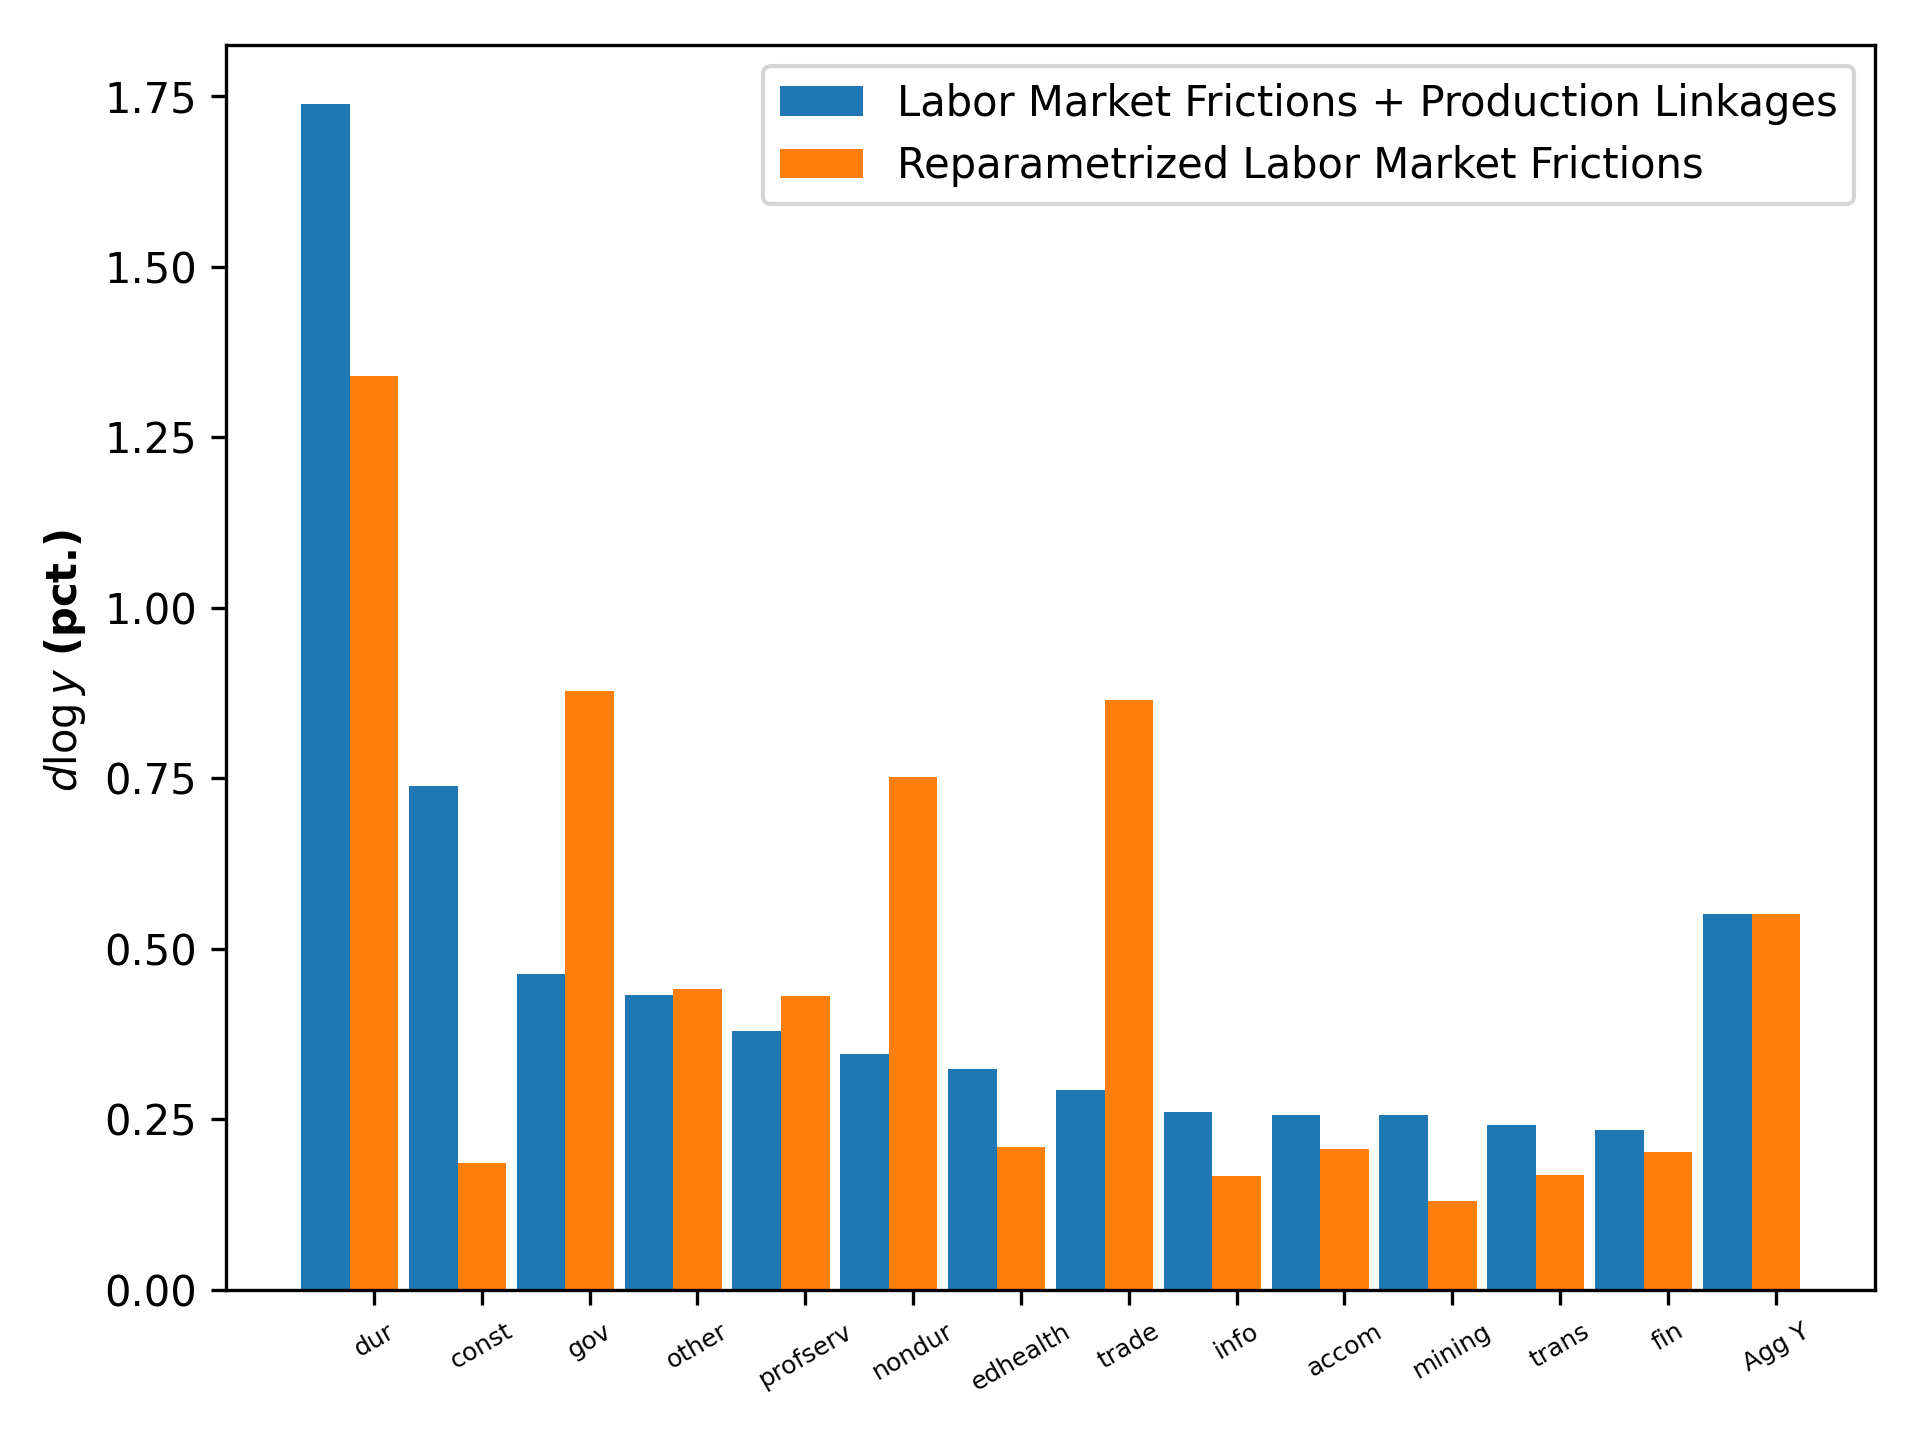 Labor Market Frictions + Production Linkages
Reparametrized Labor Market Frictions
d log y (pct.)
1.75
1.50
1.25
1.00
0.75
0.50
0.25
0.00
dur
const
gov
other
profserv
nondur
edhealth
trade
info
accom
mining
trans
fin
Agg Y